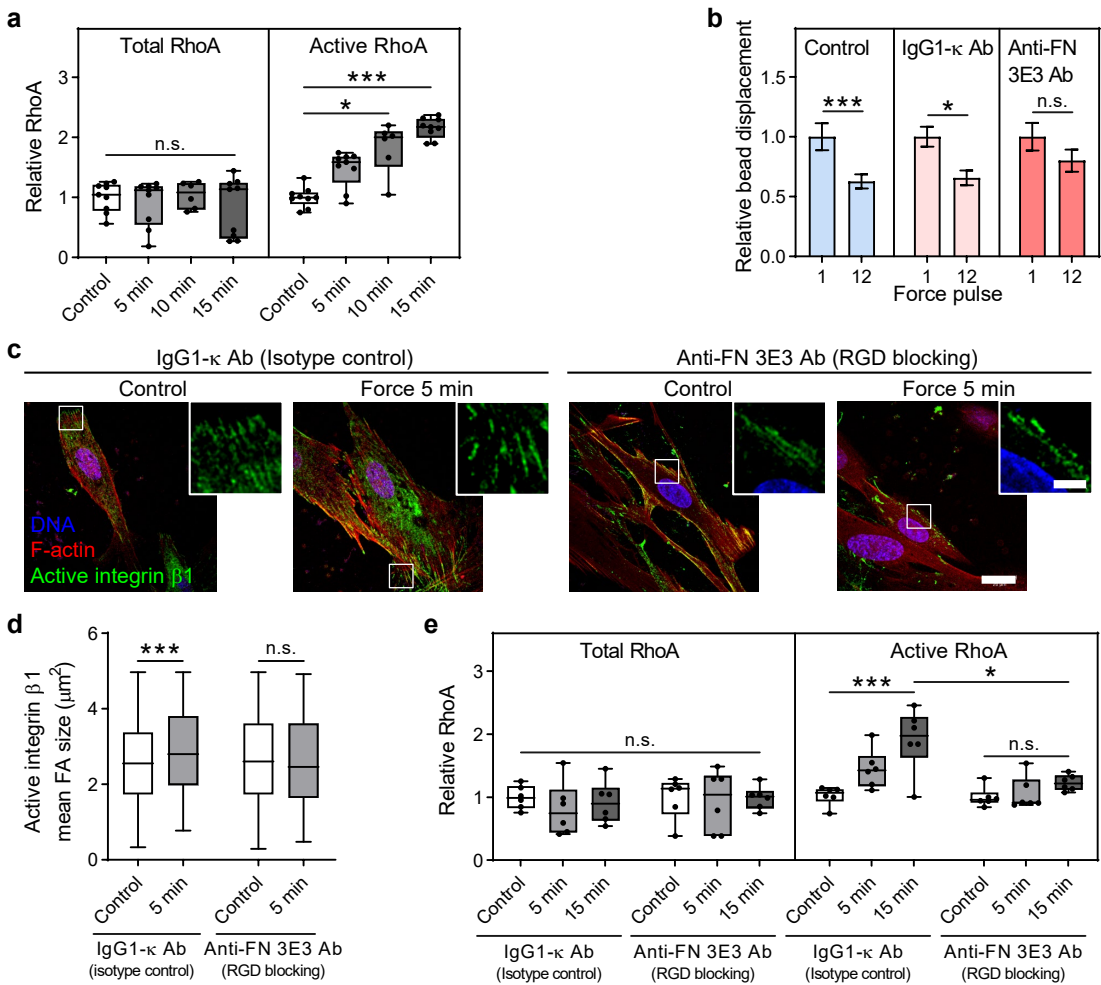 a
Total RhoA
Active RhoA
Relative RhoA
3
2
1
0
n.s.
*
***
Control
5 min
10 min
15 min
Control
5 min
10 min
15 min
b
Control
IgG1-κ Ab
Anti-FN
3E3 Ab
Relative bead displacement
1.5
1.0
0.5
0.0
***
*
n.s.
1
12
1
12
1
12
Force pulse
c
IgG1-κ Ab (Isotype control)
Anti-FN 3E3 Ab (RGD blocking)
Control
Force 5 min
Control
Force 5 min
DNA
F-actin
Active integrin β1
d
Active integrin β1
mean FA size (μm²)
6
4
2
0
***
n.s.
Control
5 min
Control
5 min
IgG1-κ Ab
(isotype control)
Anti-FN 3E3 Ab
(RGD blocking)
e
Total RhoA
Active RhoA
Relative RhoA
3
2
1
0
n.s.
***
*
n.s.
Control
5 min
15 min
Control
5 min
15 min
Control
5 min
15 min
Control
5 min
15 min
IgG1-κ Ab
(Isotype control)
Anti-FN 3E3 Ab
(RGD blocking)
IgG1-κ Ab
(Isotype control)
Anti-FN 3E3 Ab
(RGD blocking)